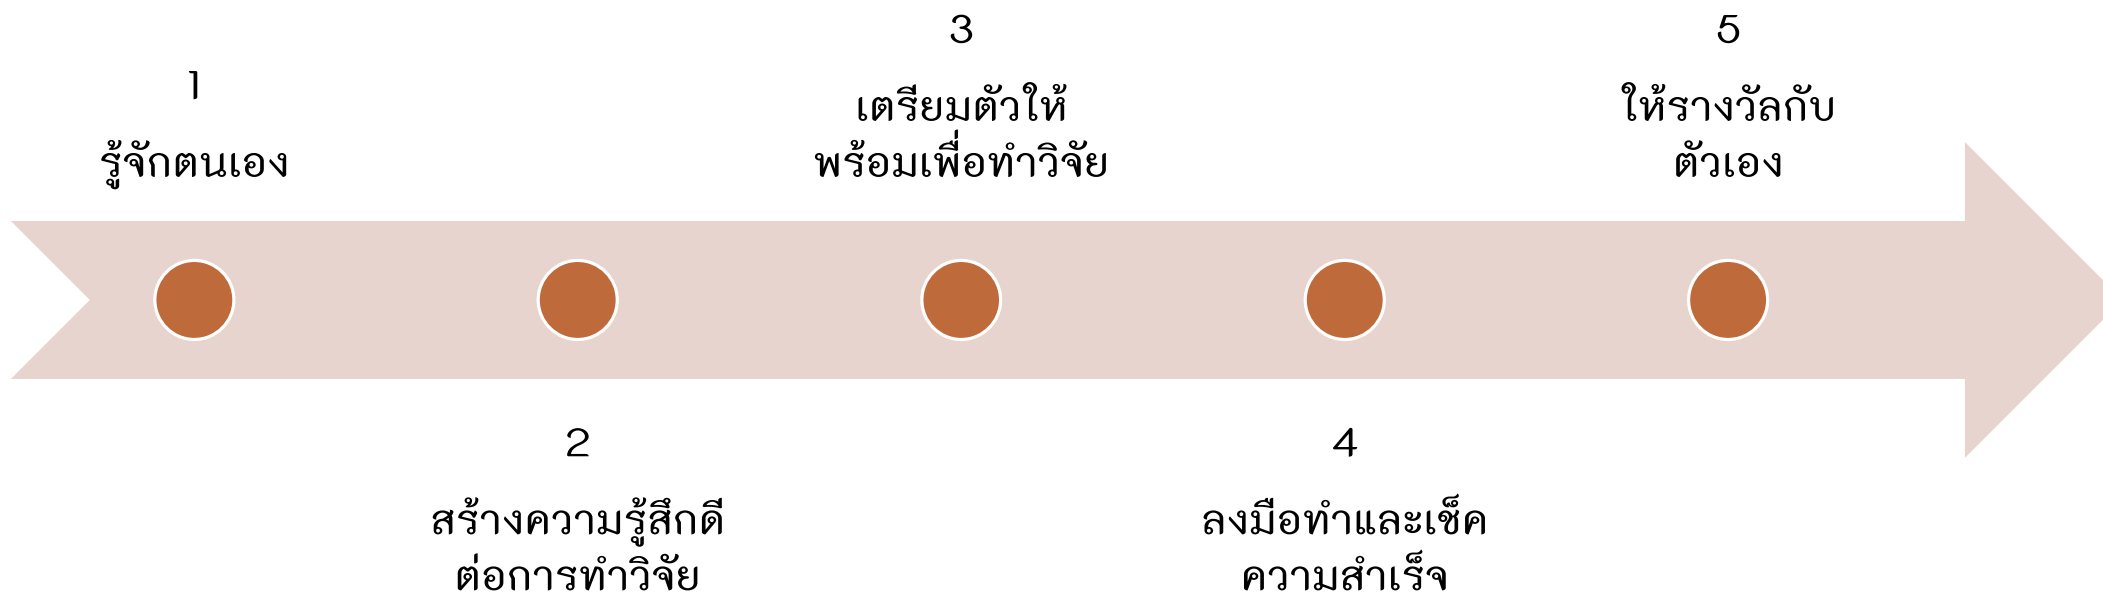 1
รู้จักตนเอง
2
สร้างความรู้สึกดี
ต่อการทำวิจัย
3
เตรียมตัวให้
พร้อมเพื่อทำวิจัย
4
ลงมือทำและเช็ค
ความสำเร็จ
5
ให้รางวัลกับ
ตัวเอง